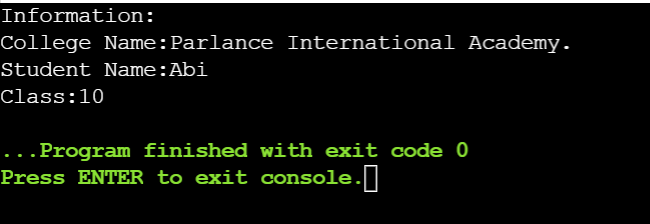 Information:
College Name:Parlance International Academy.
Student Name:Abi
Class:10
...Program finished with exit code 0
Press ENTER to exit console.